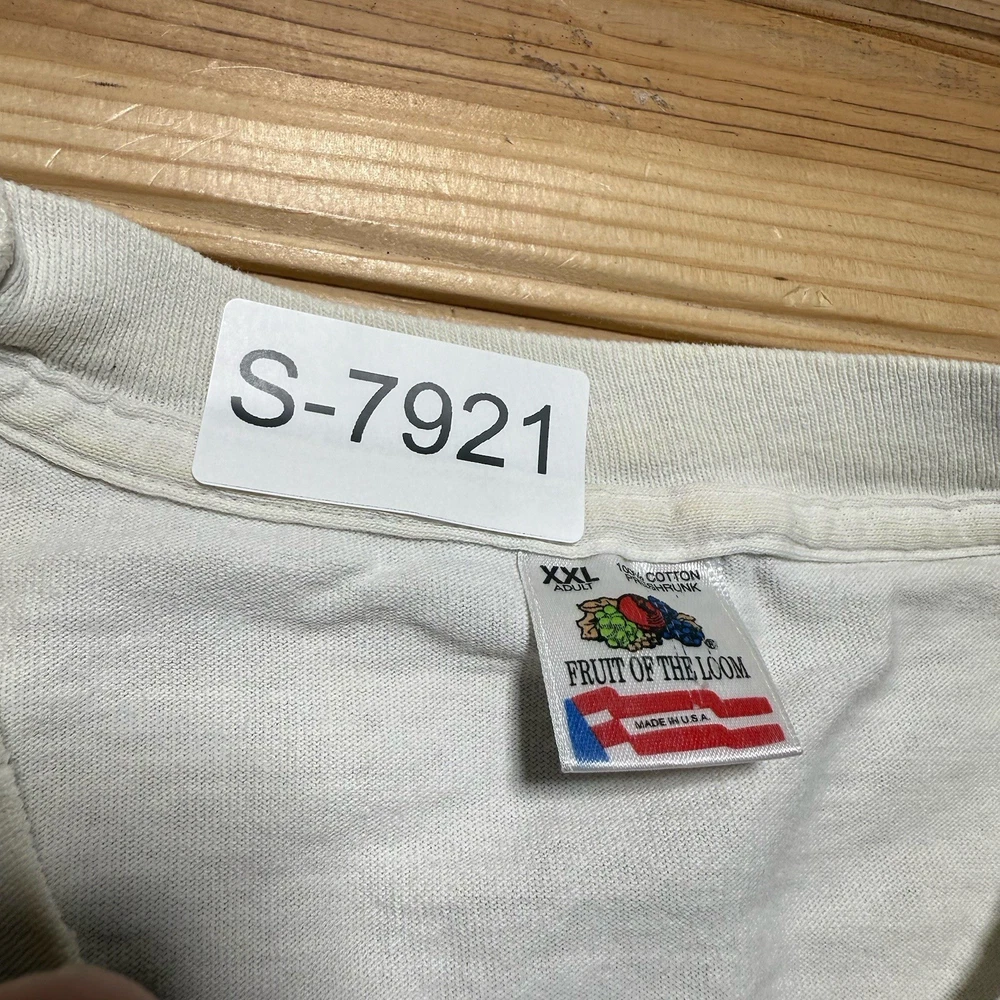 S-7921
XXL
ADULT
100% COTTON
PRESHRUNK
®
FRUIT OF THE LOOM
MADE IN U.S.A.